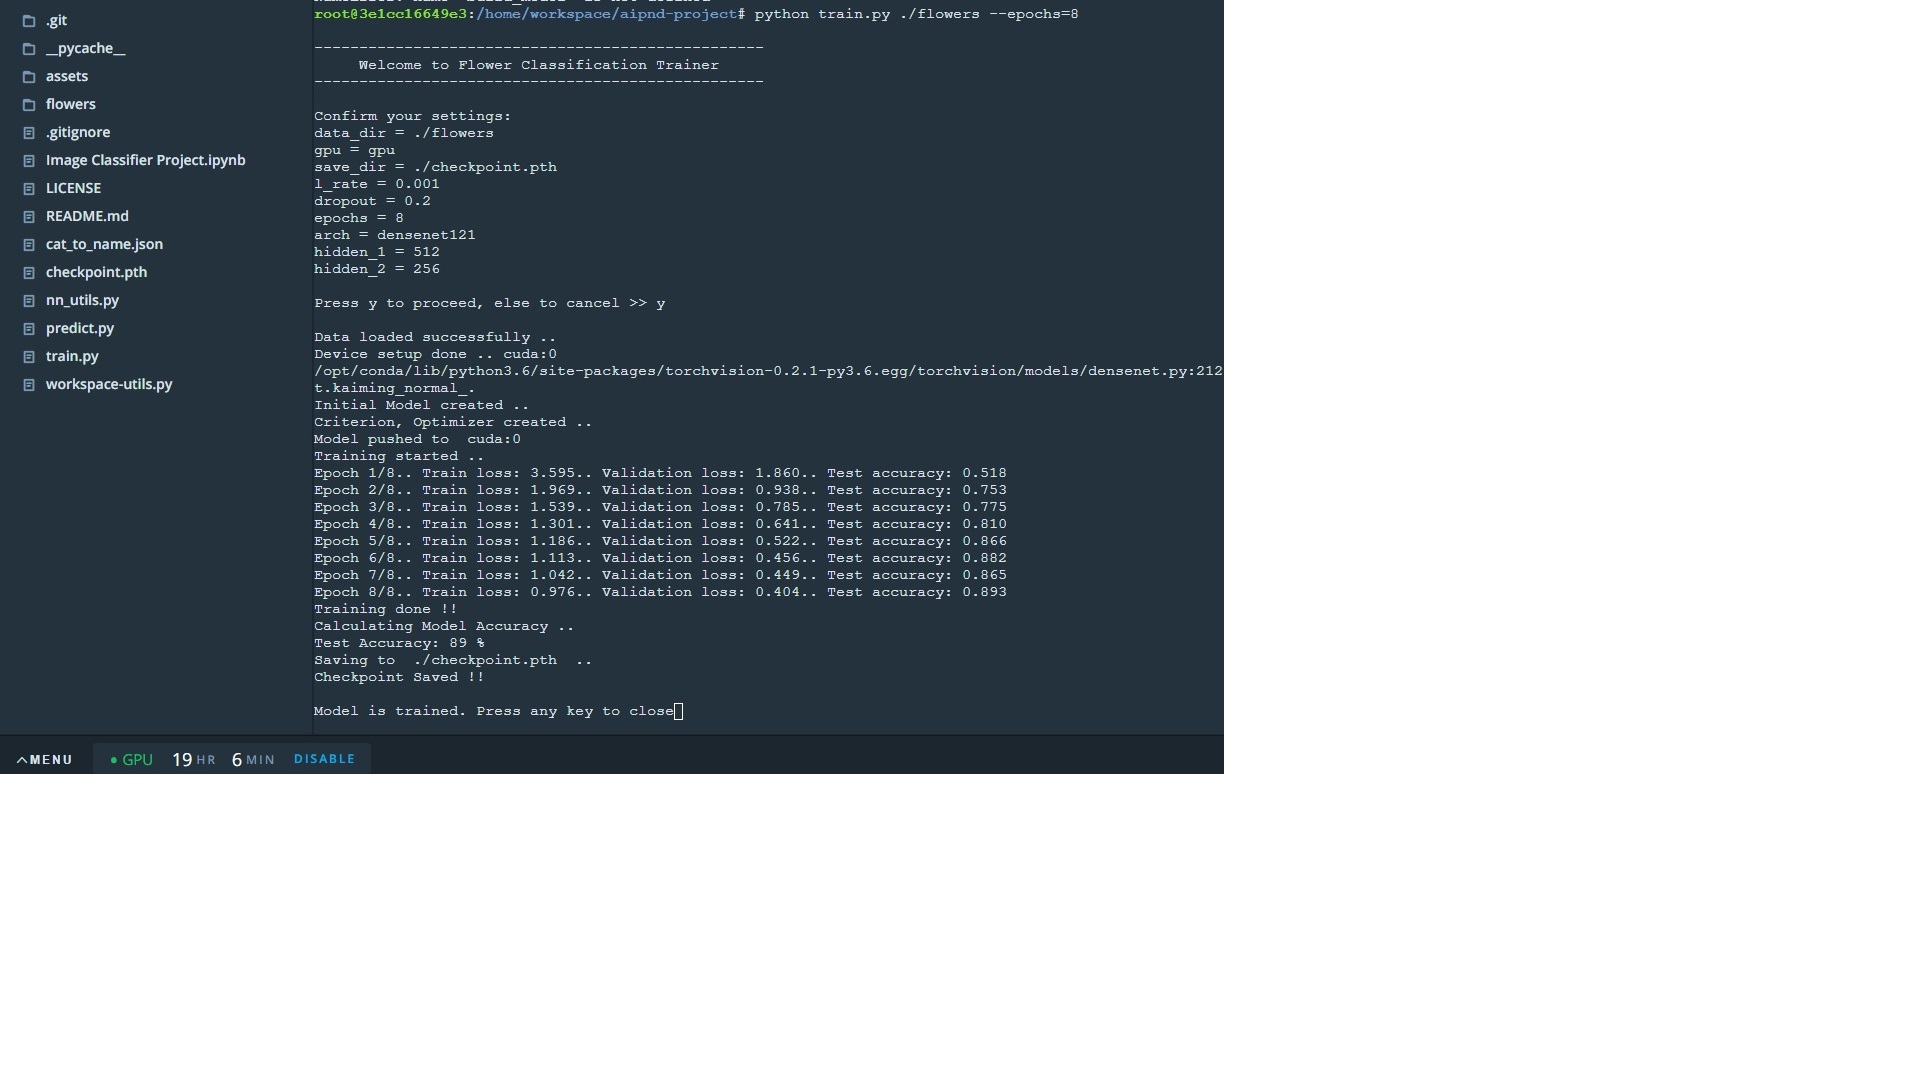 .git
__pycache__
assets
flowers
.gitignore
Image Classifier Project.ipynb
LICENSE
README.md
cat_to_name.json
checkpoint.pth
nn_utils.py
predict.py
train.py
workspace-utils.py
root@3e1cc16649e3:/home/workspace/aipnd-project# python train.py ./flowers --epochs=8
--------------------------------------------------
Welcome to Flower Classification Trainer
--------------------------------------------------
Confirm your settings:
data_dir = ./flowers
gpu = gpu
save_dir = ./checkpoint.pth
l_rate = 0.001
dropout = 0.2
epochs = 8
arch = densenet121
hidden_1 = 512
hidden_2 = 256
Press y to proceed, else to cancel >> y
Data loaded successfully ..
Device setup done .. cuda:0
/opt/conda/lib/python3.6/site-packages/torchvision-0.2.1-py3.6.egg/torchvision/models/densenet.py:212
t.kaiming_normal_.
Initial Model created ..
Criterion, Optimizer created ..
Model pushed to  cuda:0
Training started ..
Epoch 1/8.. Train loss: 3.595.. Validation loss: 1.860.. Test accuracy: 0.518
Epoch 2/8.. Train loss: 1.969.. Validation loss: 0.938.. Test accuracy: 0.753
Epoch 3/8.. Train loss: 1.539.. Validation loss: 0.785.. Test accuracy: 0.775
Epoch 4/8.. Train loss: 1.301.. Validation loss: 0.641.. Test accuracy: 0.810
Epoch 5/8.. Train loss: 1.186.. Validation loss: 0.522.. Test accuracy: 0.866
Epoch 6/8.. Train loss: 1.113.. Validation loss: 0.456.. Test accuracy: 0.882
Epoch 7/8.. Train loss: 1.042.. Validation loss: 0.449.. Test accuracy: 0.865
Epoch 8/8.. Train loss: 0.976.. Validation loss: 0.404.. Test accuracy: 0.893
Training done !!
Calculating Model Accuracy ..
Test Accuracy: 89 %
Saving to  ./checkpoint.pth  ..
Checkpoint Saved !!
Model is trained. Press any key to close
MENU GPU 19 HR 6 MIN DISABLE